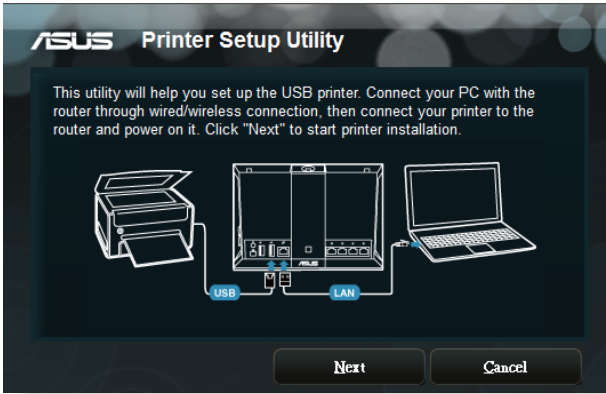 ASUS Printer Setup Utility
This utility will help you set up the USB printer. Connect your PC with the
router through wired/wireless connection, then connect your printer to the
router and power on it. Click "Next" to start printer installation.
ASUS
USB
LAN
Next
Cancel